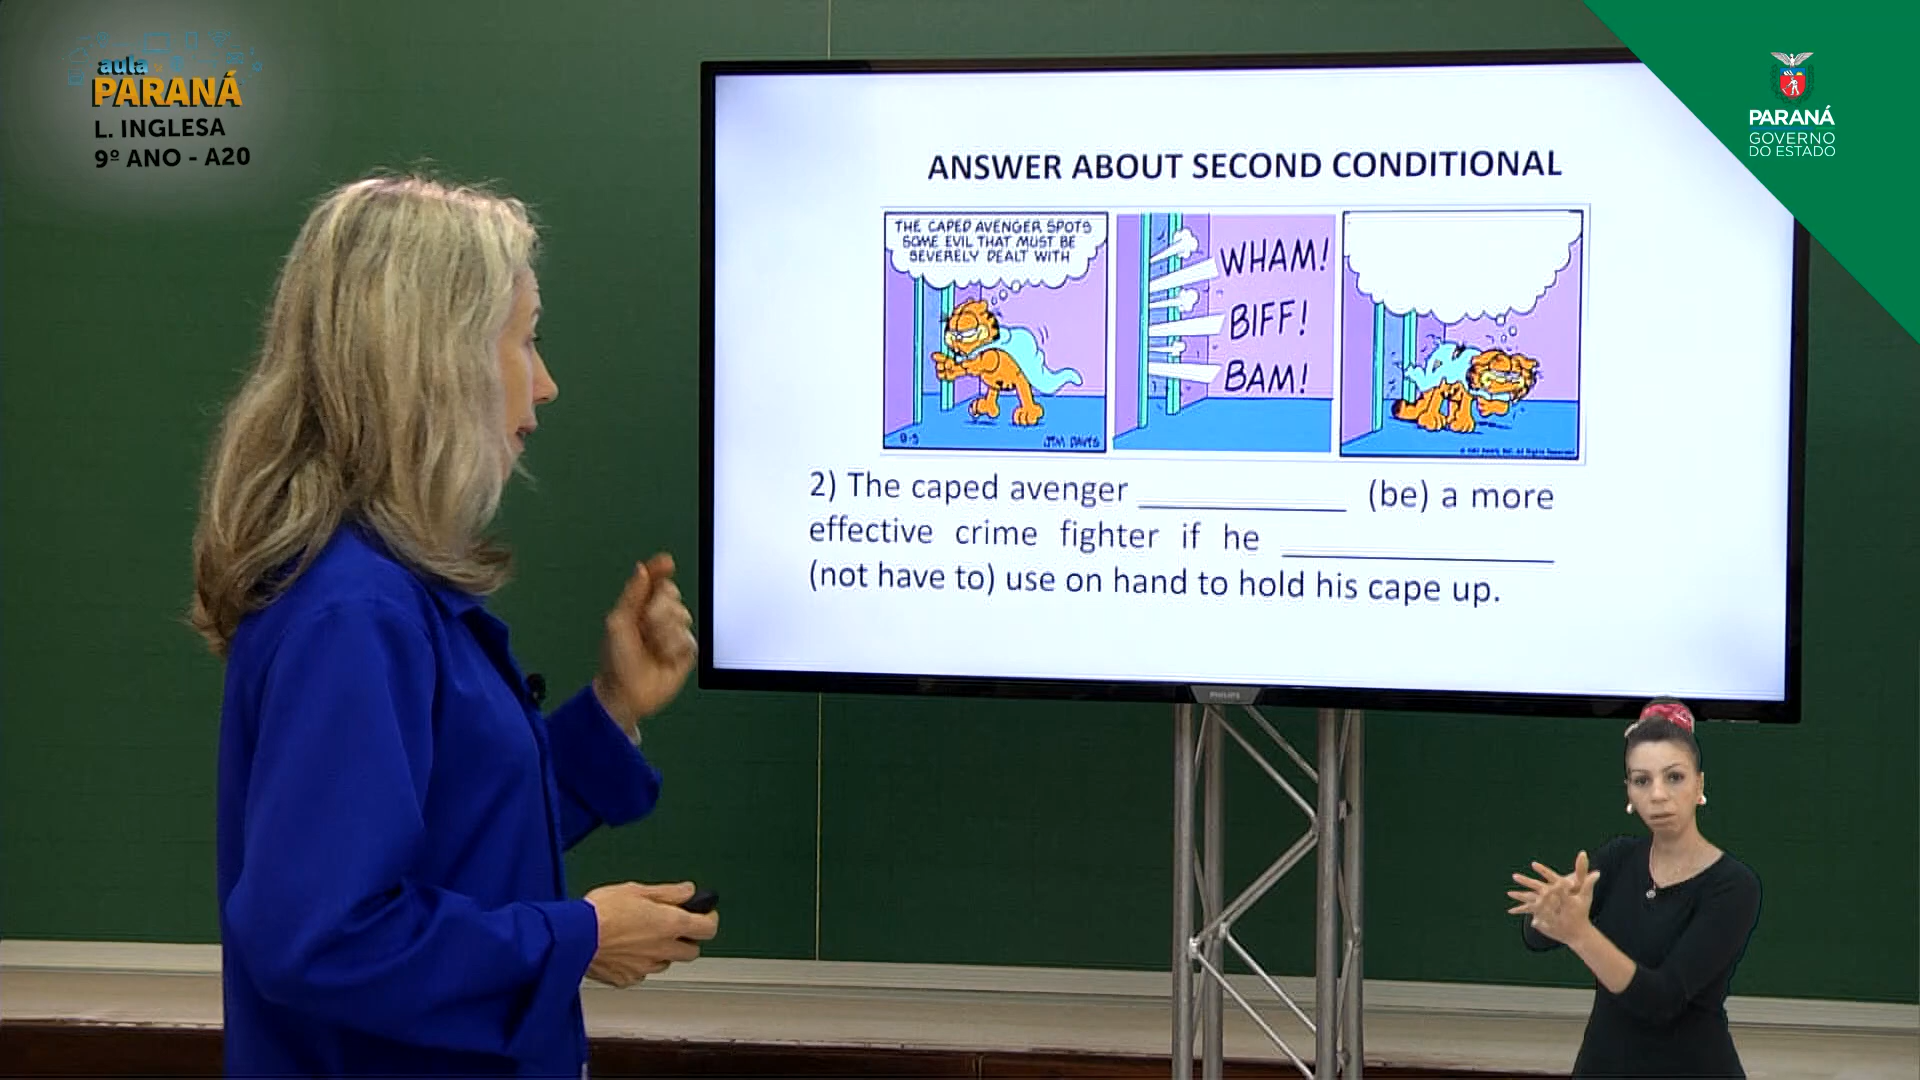 aula
PARANÁ
L. INGLESA
9º ANO - A20
PARANÁ
GOVERNO
DO ESTADO
ANSWER ABOUT SECOND CONDITIONAL
THE CAPED AVENGER SPOTS
SOME EVIL THAT MUST BE
SEVERELY DEALT WITH
JIM DAVIS
WHAM!
BIFF!
BAM!
2) The caped avenger ____________ (be) a more
effective crime fighter if he ________________
(not have to) use on hand to hold his cape up.
PHILIPS